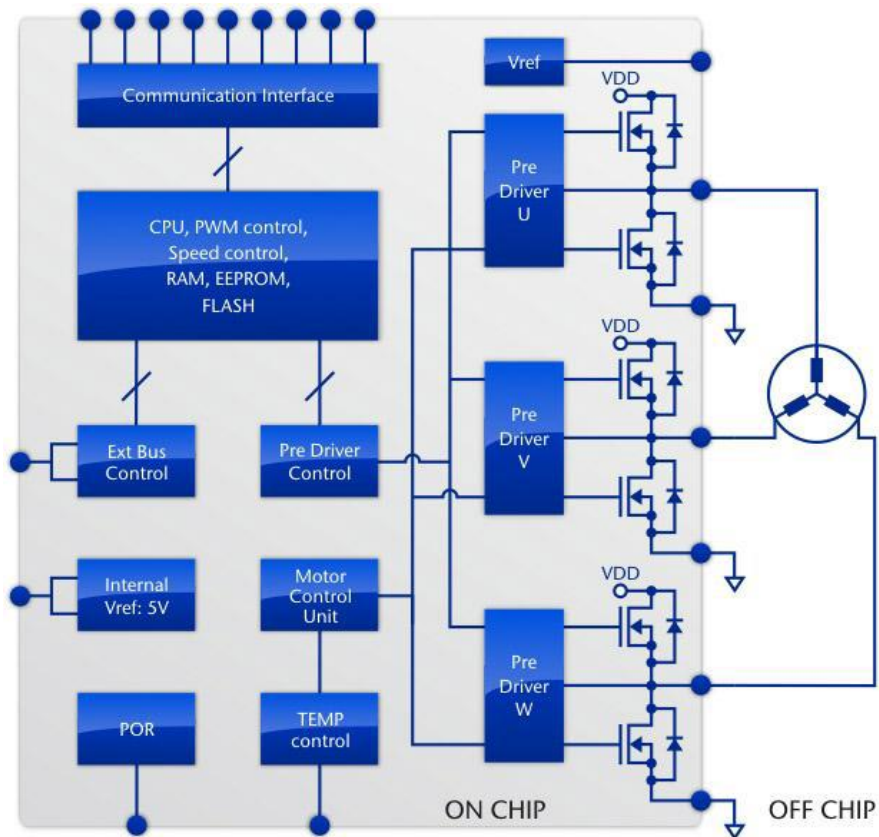 Communication Interface
Vref
VDD
CPU, PWM control,
Speed control,
RAM, EEPROM,
FLASH
Pre
Driver
U
VDD
Ext Bus
Control
Pre Driver
Control
Pre
Driver
V
Internal
Vref: 5V
Motor
Control
Unit
VDD
Pre
Driver
W
POR
TEMP
control
ON CHIP
OFF CHIP